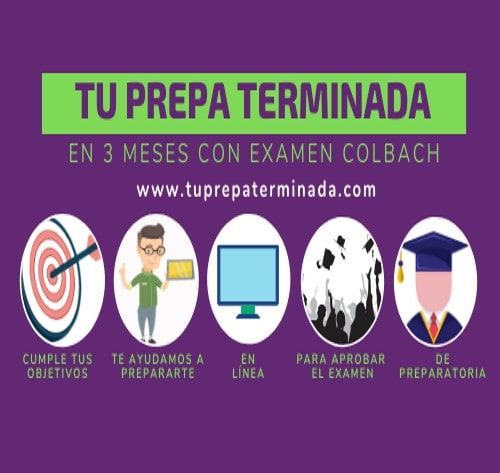 TU PREPA TERMINADA
EN 3 MESES CON EXAMEN COLBACH
www.tuprepaterminada.com
CUMPLE TUS
OBJETIVOS
TE AYUDAMOS A
PREPARARTE
EN
LÍNEA
PARA APROBAR
EL EXAMEN
DE
PREPARATORIA